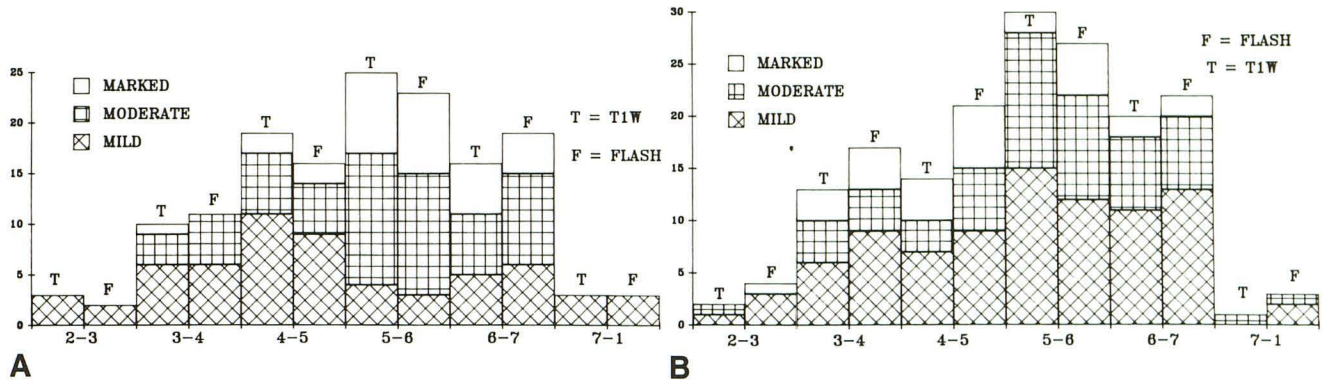 25
20
15
10
5
0
MARKED
MODERATE
MILD
T = T1W
F = FLASH
T
F
T
F
T
F
T
F
T
F
T
F
2-3
3-4
4-5
5-6
6-7
7-1
A
30
25
20
15
10
5
0
MARKED
MODERATE
MILD
F = FLASH
T = T1W
T
F
T
F
T
F
T
F
T
F
T
F
2-3
3-4
4-5
5-6
6-7
7-1
B